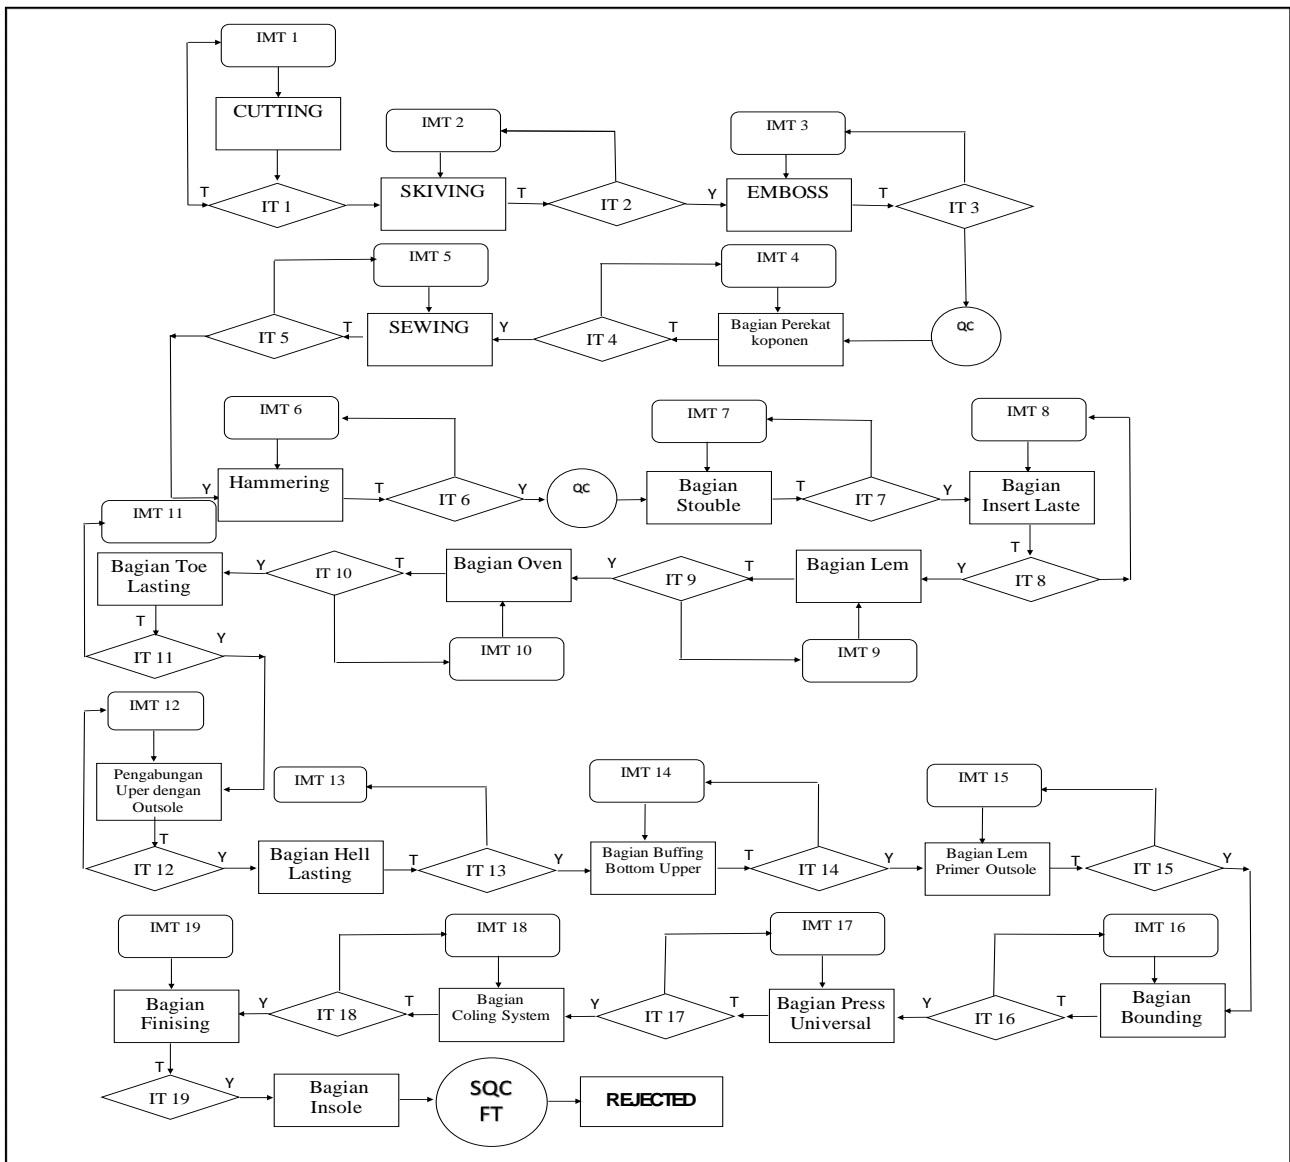 IMT 1
CUTTING
T
IT 1
IMT 2
SKIVING
T
IT 2
Y
IMT 3
EMBOSS
T
IT 3
IMT 5
IT 5
T
SEWING
Y
IT 4
T
IMT 4
Bagian Perekat
koponen
QC
IMT 6
Y
Hammering
T
IT 6
Y
QC
IMT 7
Bagian
Stouble
T
IT 7
Y
IMT 8
Bagian
Insert Laste
T
IT 8
Y
Bagian Lem
T
IT 9
IMT 9
Y
Bagian Oven
T
IT 10
IMT 10
Y
IMT 11
Bagian Toe
Lasting
T
IT 11
Y
IMT 12
Pengabungan
Uper dengan
Outsole
T
IT 12
Y
IMT 13
Bagian Hell
Lasting
T
IT 13
Y
IMT 14
Bagian Buffing
Bottom Upper
T
IT 14
Y
IMT 15
Bagian Lem
Primer Outsole
T
IT 15
Y
IMT 16
Bagian
Bounding
T
IT 16
Y
IMT 17
Bagian Press
Universal
T
IT 17
Y
IMT 18
Bagian
Coling System
T
IT 18
Y
IMT 19
Bagian
Finising
T
IT 19
Y
Bagian
Insole
SQC
FT
REJECTED